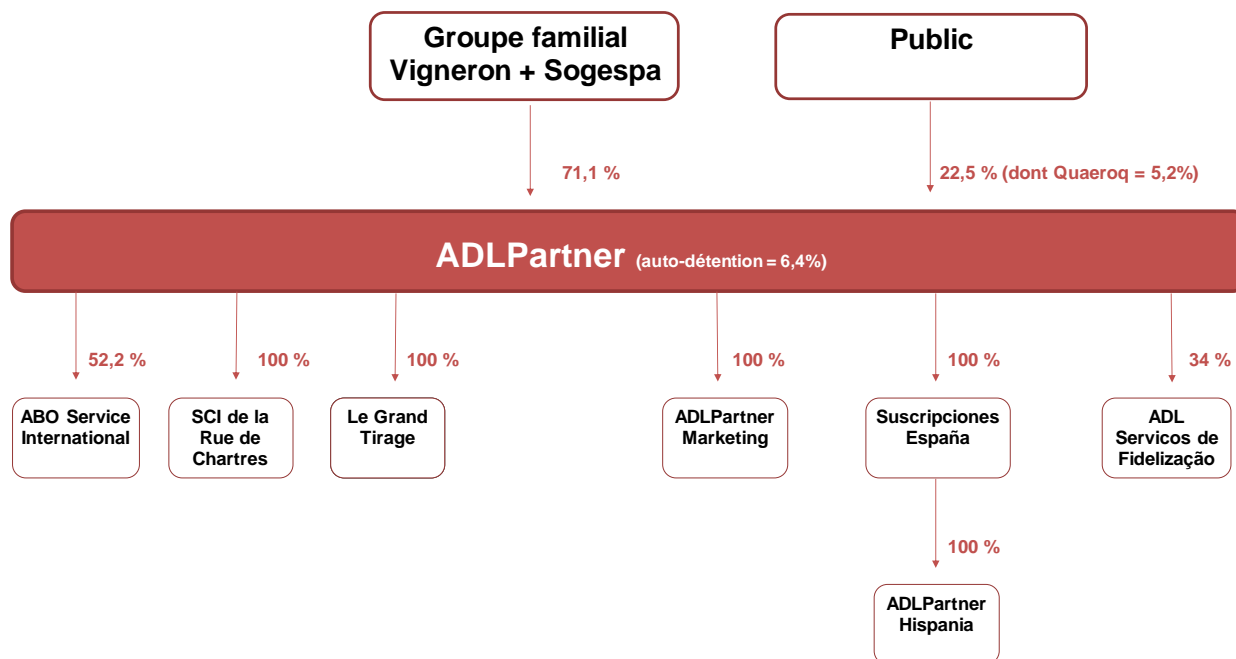 Groupe familial
Vigneron + Sogespa
Public
71,1 %
22,5 % (dont Quaeroq = 5,2%)
ADLPartner (auto-détention = 6,4%)
52,2 %
100 %
100 %
100 %
100 %
34 %
ABO Service
International
SCI de la
Rue de
Chartres
Le Grand
Tirage
ADLPartner
Marketing
Suscripciones
España
ADL
Servicos de
Fidelização
100 %
ADLPartner
Hispania